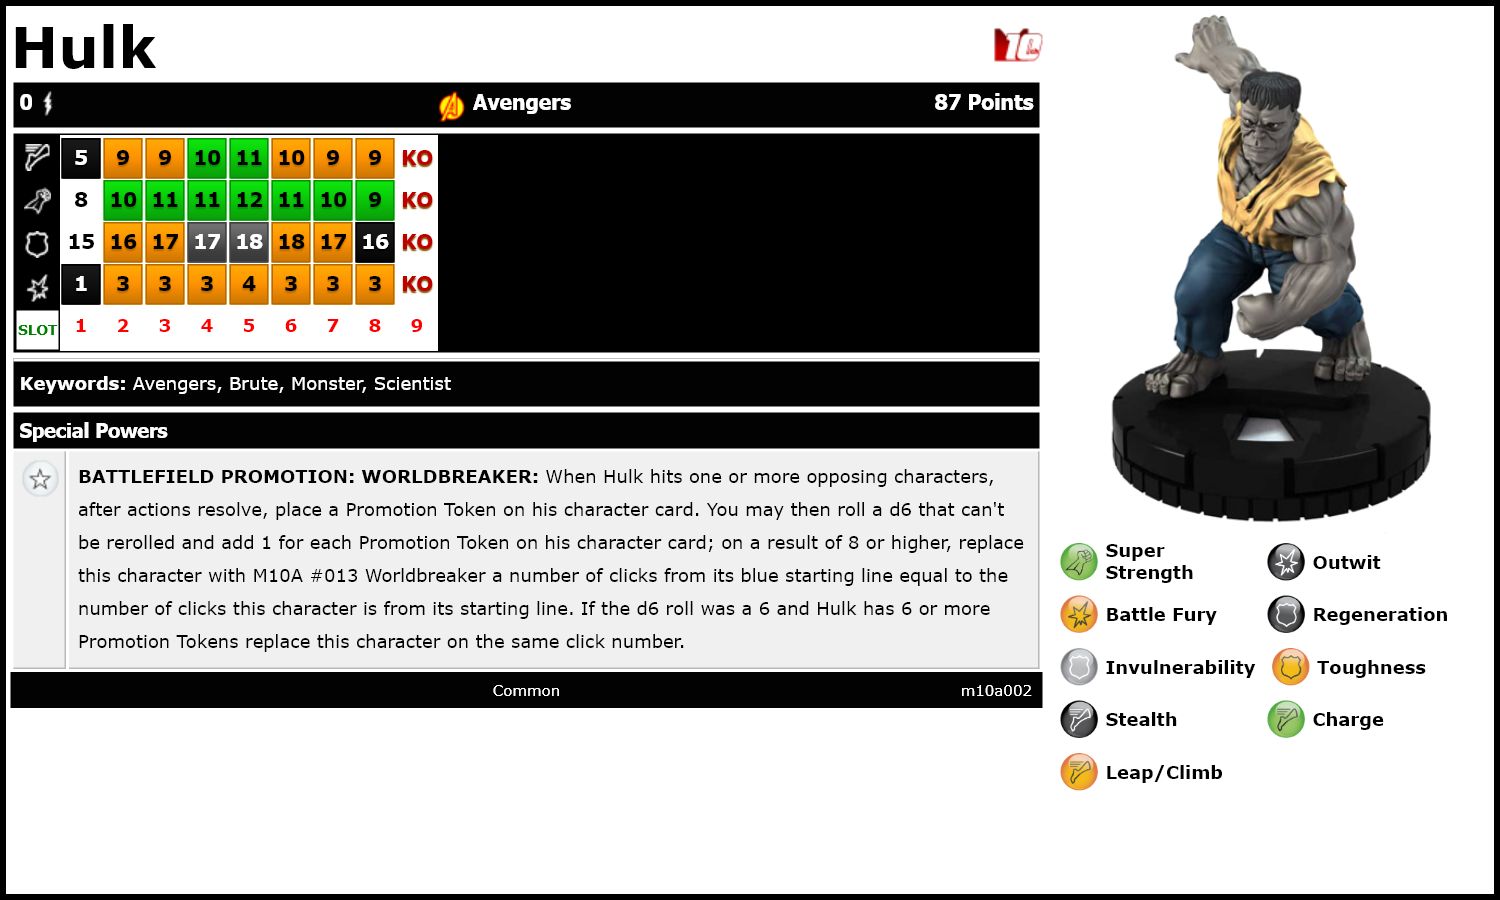 Hulk
10
0 Avengers 87 Points
5 9 9 10 11 10 9 9 KO
8 10 11 11 12 11 10 9 KO
15 16 17 17 18 18 17 16 KO
1 3 3 3 4 3 3 3 KO
SLOT 1 2 3 4 5 6 7 8 9
Keywords: Avengers, Brute, Monster, Scientist
Special Powers
BATTLEFIELD PROMOTION: WORLDBREAKER: When Hulk hits one or more opposing characters,
after actions resolve, place a Promotion Token on his character card. You may then roll a d6 that can't
be rerolled and add 1 for each Promotion Token on his character card; on a result of 8 or higher, replace
this character with M10A #013 Worldbreaker a number of clicks from its blue starting line equal to the
number of clicks this character is from its starting line. If the d6 roll was a 6 and Hulk has 6 or more
Promotion Tokens replace this character on the same click number.
Common m10a002
Super
Strength
Outwit
Battle Fury
Regeneration
Invulnerability
Toughness
Stealth
Charge
Leap/Climb